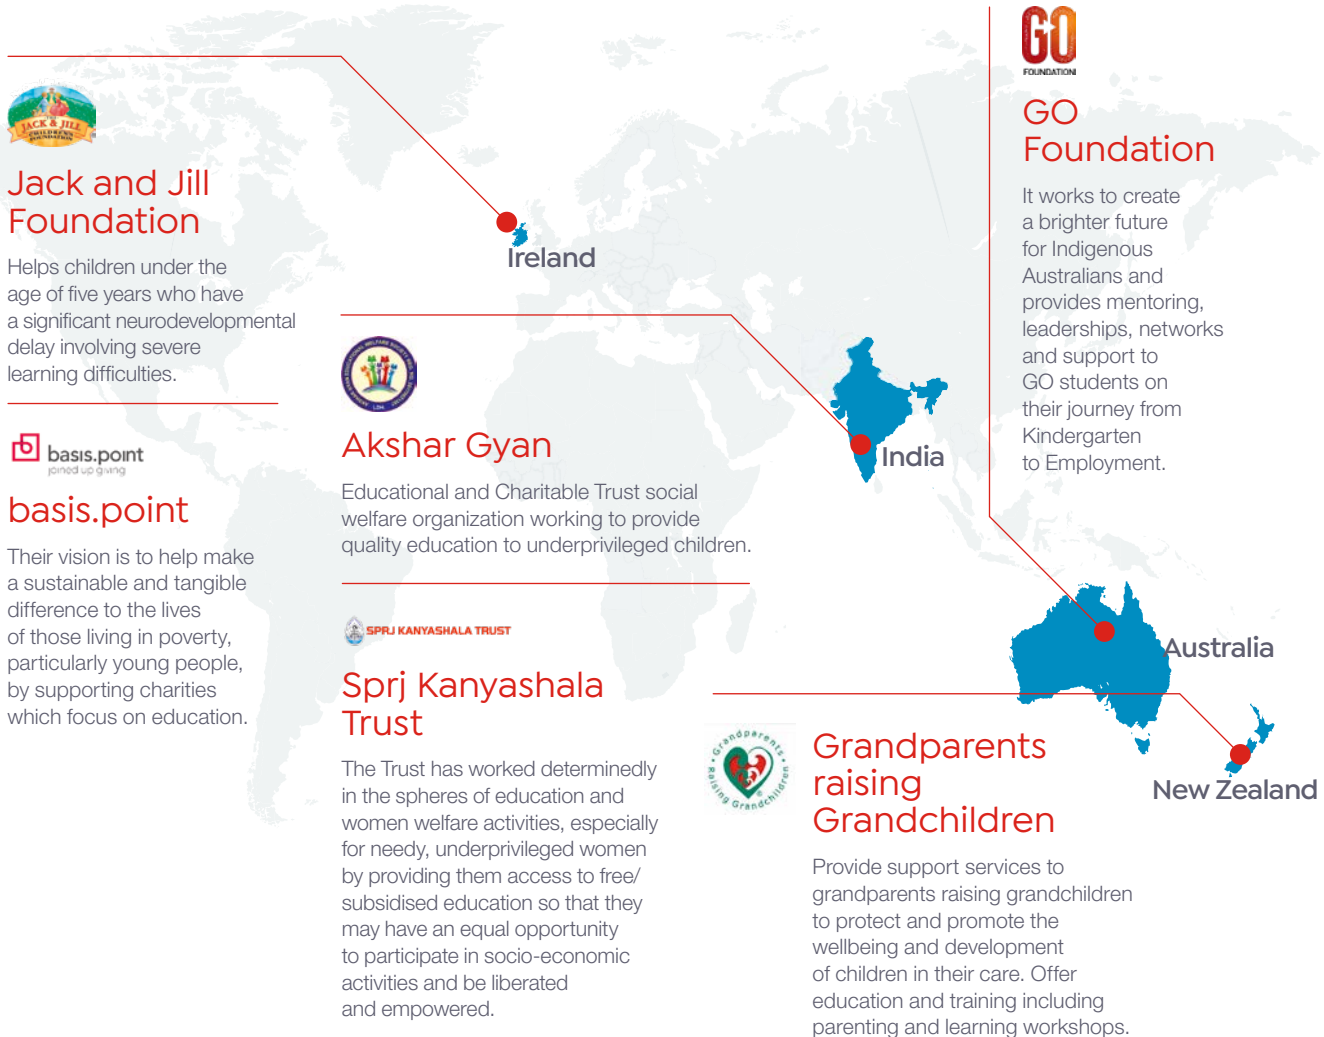 JACK & JILL
CHILDREN'S
FOUNDATION
Jack and Jill
Foundation
Helps children under the
age of five years who have
a significant neurodevelopmental
delay involving severe
learning difficulties.
basis.point
joined up giving
basis.point
Their vision is to help make
a sustainable and tangible
difference to the lives
of those living in poverty,
particularly young people,
by supporting charities
which focus on education.
Ireland
Akshar Gyan
Educational and Charitable Trust social
welfare organization working to provide
quality education to underprivileged children.
SPRJ KANYASHALA TRUST
Sprj Kanyashala
Trust
The Trust has worked determinedly
in the spheres of education and
women welfare activities, especially
for needy, underprivileged women
by providing them access to free/
subsidised education so that they
may have an equal opportunity
to participate in socio-economic
activities and be liberated
and empowered.
India
GO
FOUNDATION
GO
Foundation
It works to create
a brighter future
for Indigenous
Australians and
provides mentoring,
leaderships, networks
and support to
GO students on
their journey from
Kindergarten
to Employment.
Australia
Grandparents
Raising Grandchildren
Grandparents
raising
Grandchildren
Provide support services to
grandparents raising grandchildren
to protect and promote the
wellbeing and development
of children in their care. Offer
education and training including
parenting and learning workshops.
New Zealand